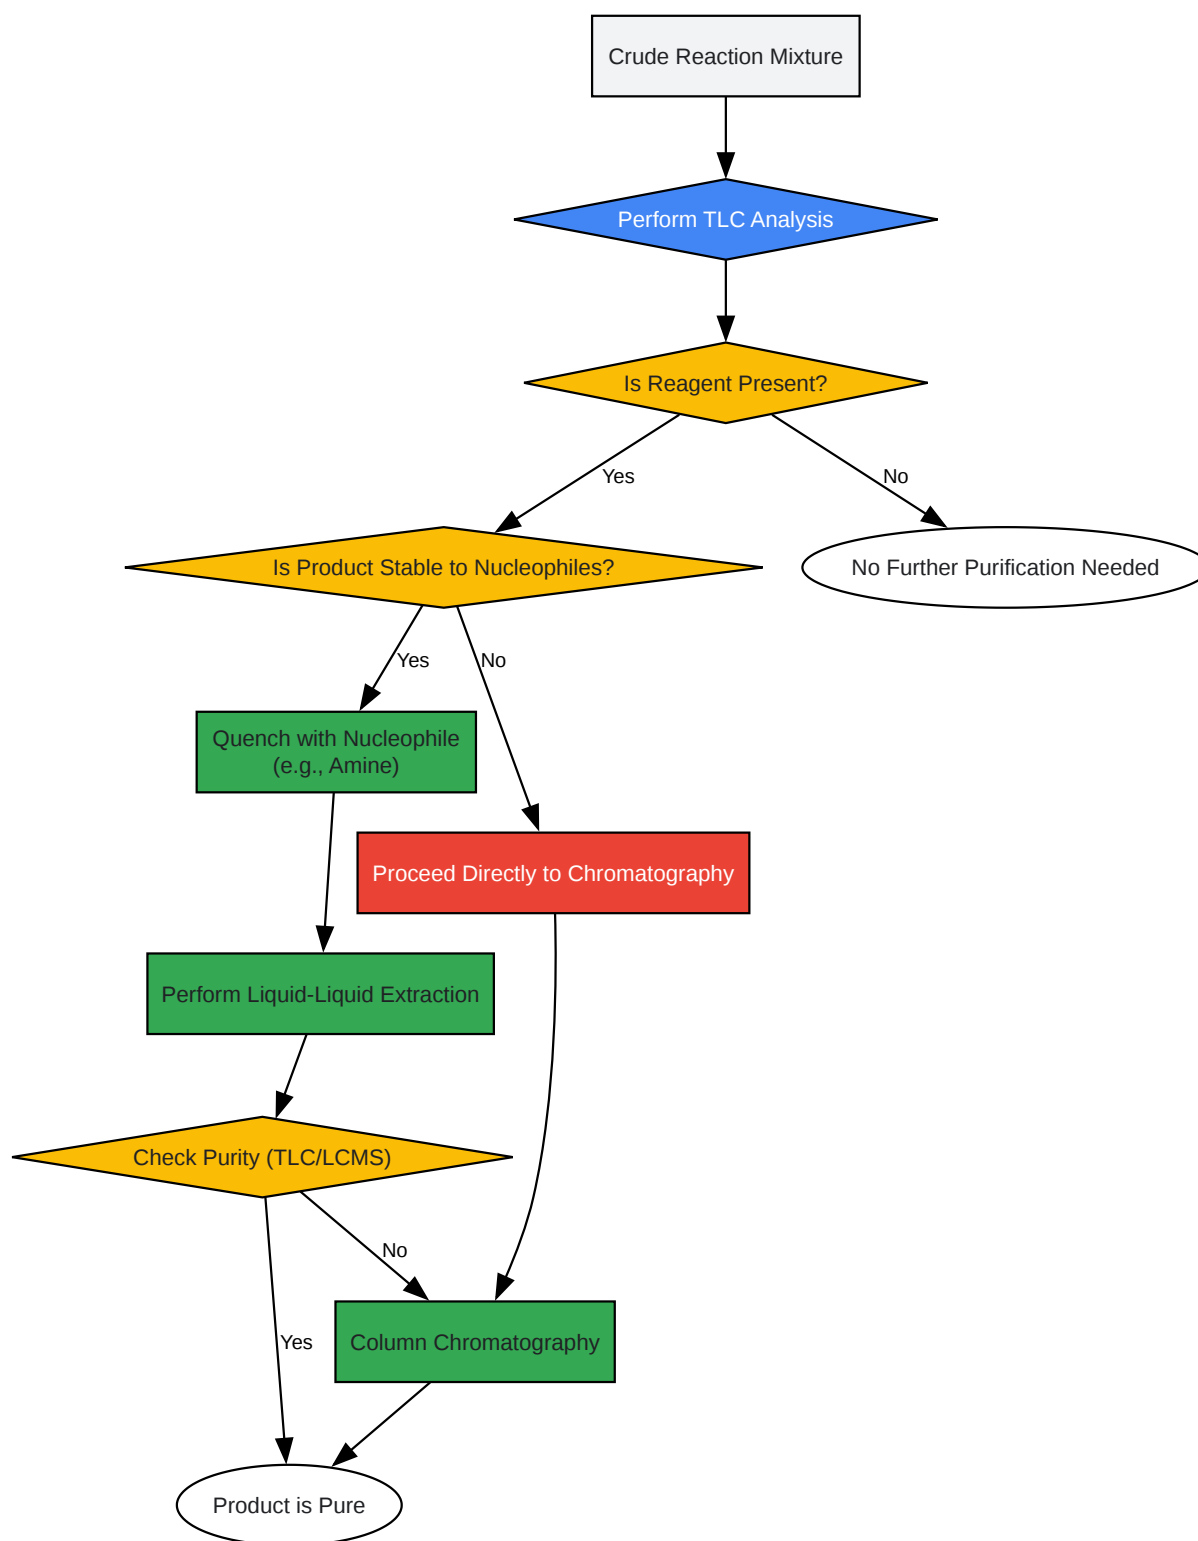 Crude Reaction Mixture
Perform TLC Analysis
Is Reagent Present?
Yes
No
Is Product Stable to Nucleophiles?
No Further Purification Needed
Yes
No
Quench with Nucleophile
(e.g., Amine)
Proceed Directly to Chromatography
Perform Liquid-Liquid Extraction
Check Purity (TLC/LCMS)
No
Yes
Column Chromatography
Product is Pure